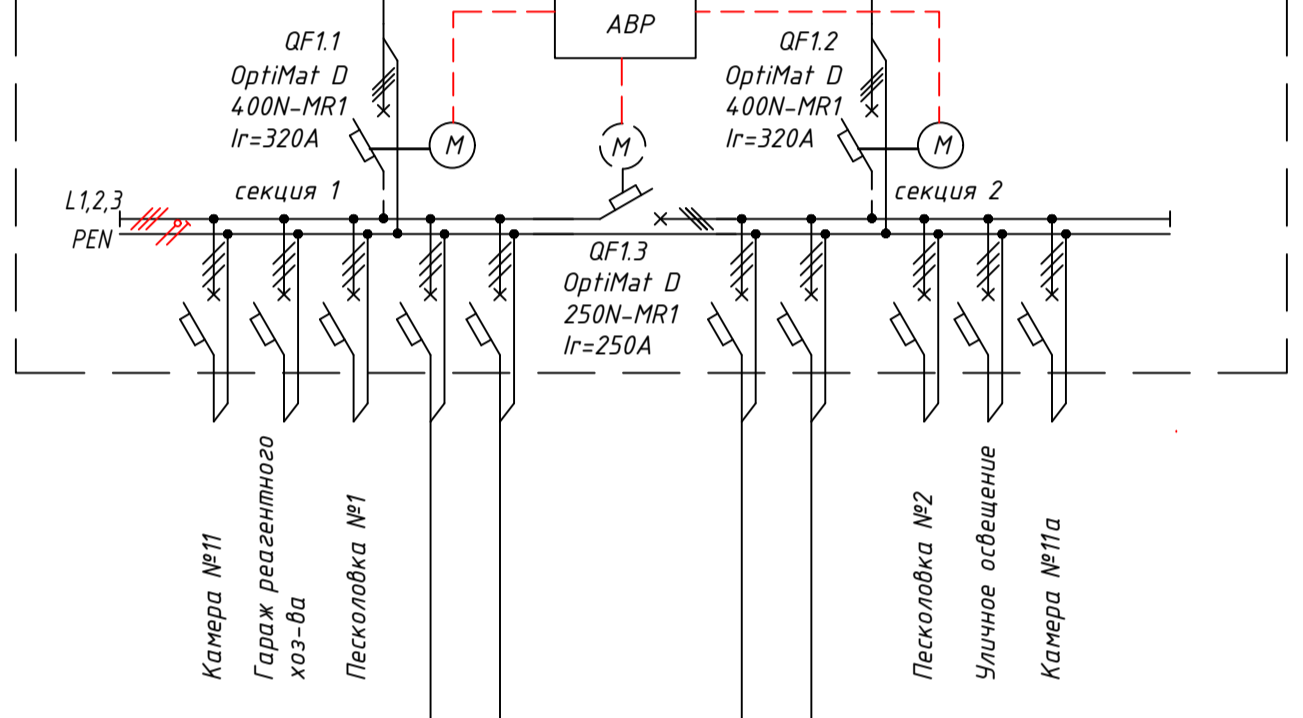 АВР
QF1.1
OptiMat D
400N-MR1
Ir=320A
M
M
QF1.2
OptiMat D
400N-MR1
Ir=320A
M
секция 1
секция 2
L1,2,3
PEN
QF1.3
OptiMat D
250N-MR1
Ir=250A
Камера №11
Гараж реагентного
хоз-ва
Песколовка №1
Песколовка №2
Уличное освещение
Камера №11а